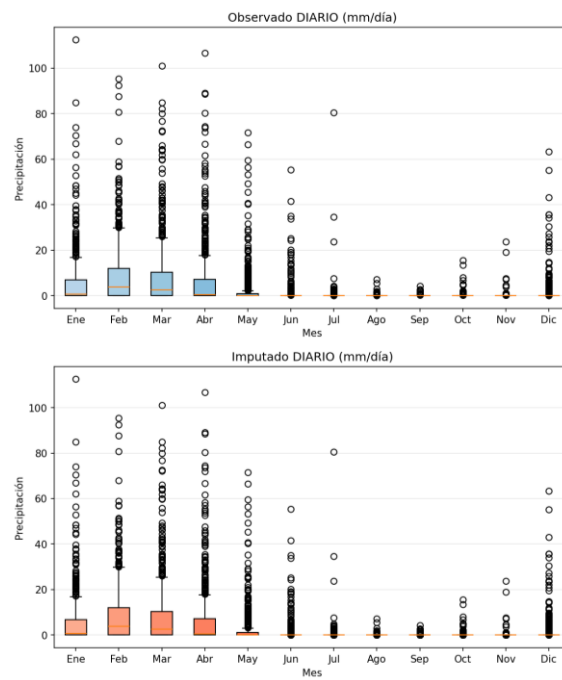 Observado DIARIO (mm/día)
Precipitación
100
80
60
40
20
0
Ene Feb Mar Abr May Jun Jul Ago Sep Oct Nov Dic
Mes
Imputado DIARIO (mm/día)
Precipitación
100
80
60
40
20
0
Ene Feb Mar Abr May Jun Jul Ago Sep Oct Nov Dic
Mes